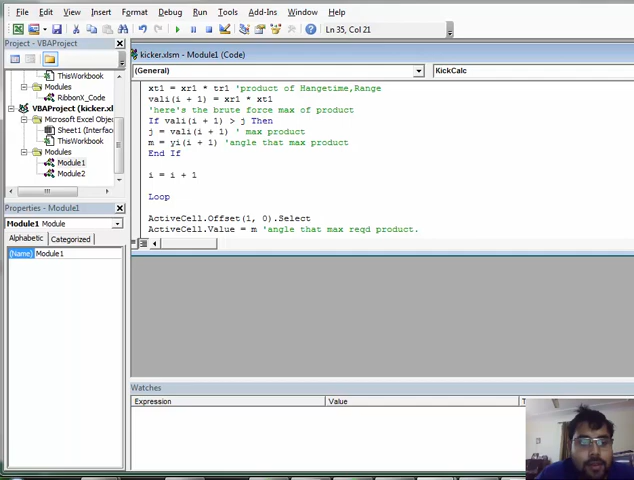 File Edit View Insert Format Debug Run Tools Add-Ins Window Help
Ln 35, Col 21
Project - VBAProject
ThisWorkbook
Modules
RibbonX_Code
VBAProject (kicker.xl
Microsoft Excel Objec
Sheet1 (Interfac
ThisWorkbook
Modules
Module1
Module2
Properties - Module1
Module1 Module
Alphabetic Categorized
(Name) Module1
kicker.xlsm - Module1 (Code)
(General) KickCalc
xt1 = xr1 * tr1 'product of Hangetime,Range
vali(i + 1) = xr1 * xt1
'here's the brute force max of product
If vali(i + 1) > j Then
j = vali(i + 1) ' max product
m = yi(i + 1) 'angle that max product
End If
i = i + 1
Loop
ActiveCell.Offset(1, 0).Select
ActiveCell.Value = m 'angle that max reqd product.
Watches
Expression Value T